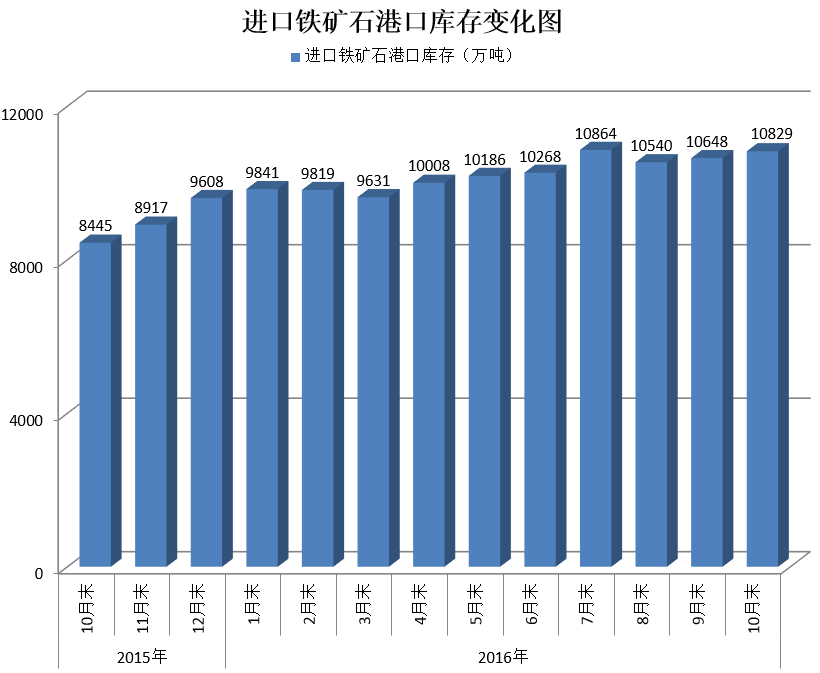 进口铁矿石港口库存变化图
进口铁矿石港口库存（万吨）
12000
8000
4000
0
8445
8917
9608
9841
9819
9631
10008
10186
10268
10864
10540
10648
10829
10月末
11月末
12月末
1月末
2月末
3月末
4月末
5月末
6月末
7月末
8月末
9月末
10月末
2015年
2016年